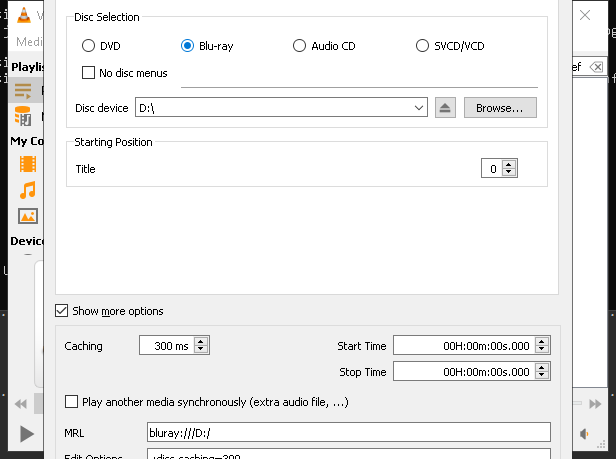 Medi
Disc Selection
DVD
Blu-ray
Audio CD
SVCD/VCD
Playlis
ef
No disc menus
Disc device
D:\
Browse...
My Co
Starting Position
Title
0
Device
Show more options
Caching
300 ms
Start Time
00H:00m:00s.000
Stop Time
00H:00m:00s.000
Play another media synchronously (extra audio file, ...)
MRL
bluray:///D:/
Edit Options
:disc-caching=300